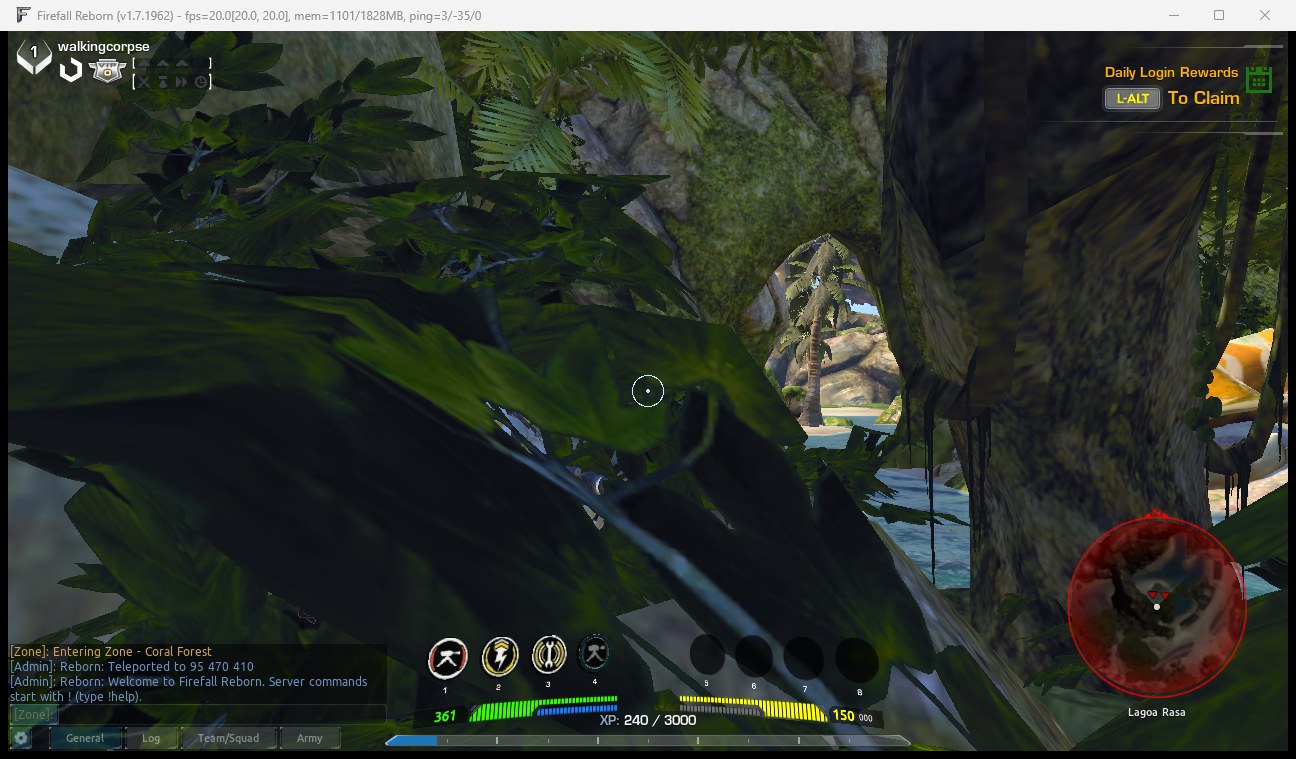 Firefall Reborn (v1.7.1962) - fps=20.0[20.0, 20.0], mem=1101/1828MB, ping=3/-35/0
1
walkingcorpse
Daily Login Rewards
L-ALT To Claim
N
[Zone]: Entering Zone - Coral Forest
[Admin]: Reborn: Teleported to 95 470 410
[Admin]: Reborn: Welcome to Firefall Reborn. Server commands
start with ! (type !help).
[Zone]:
General Log Team/Squad Army
1 2 3 4 5 6 7 8
361
XP: 240 / 3000
150 000
Lagoa Rasa